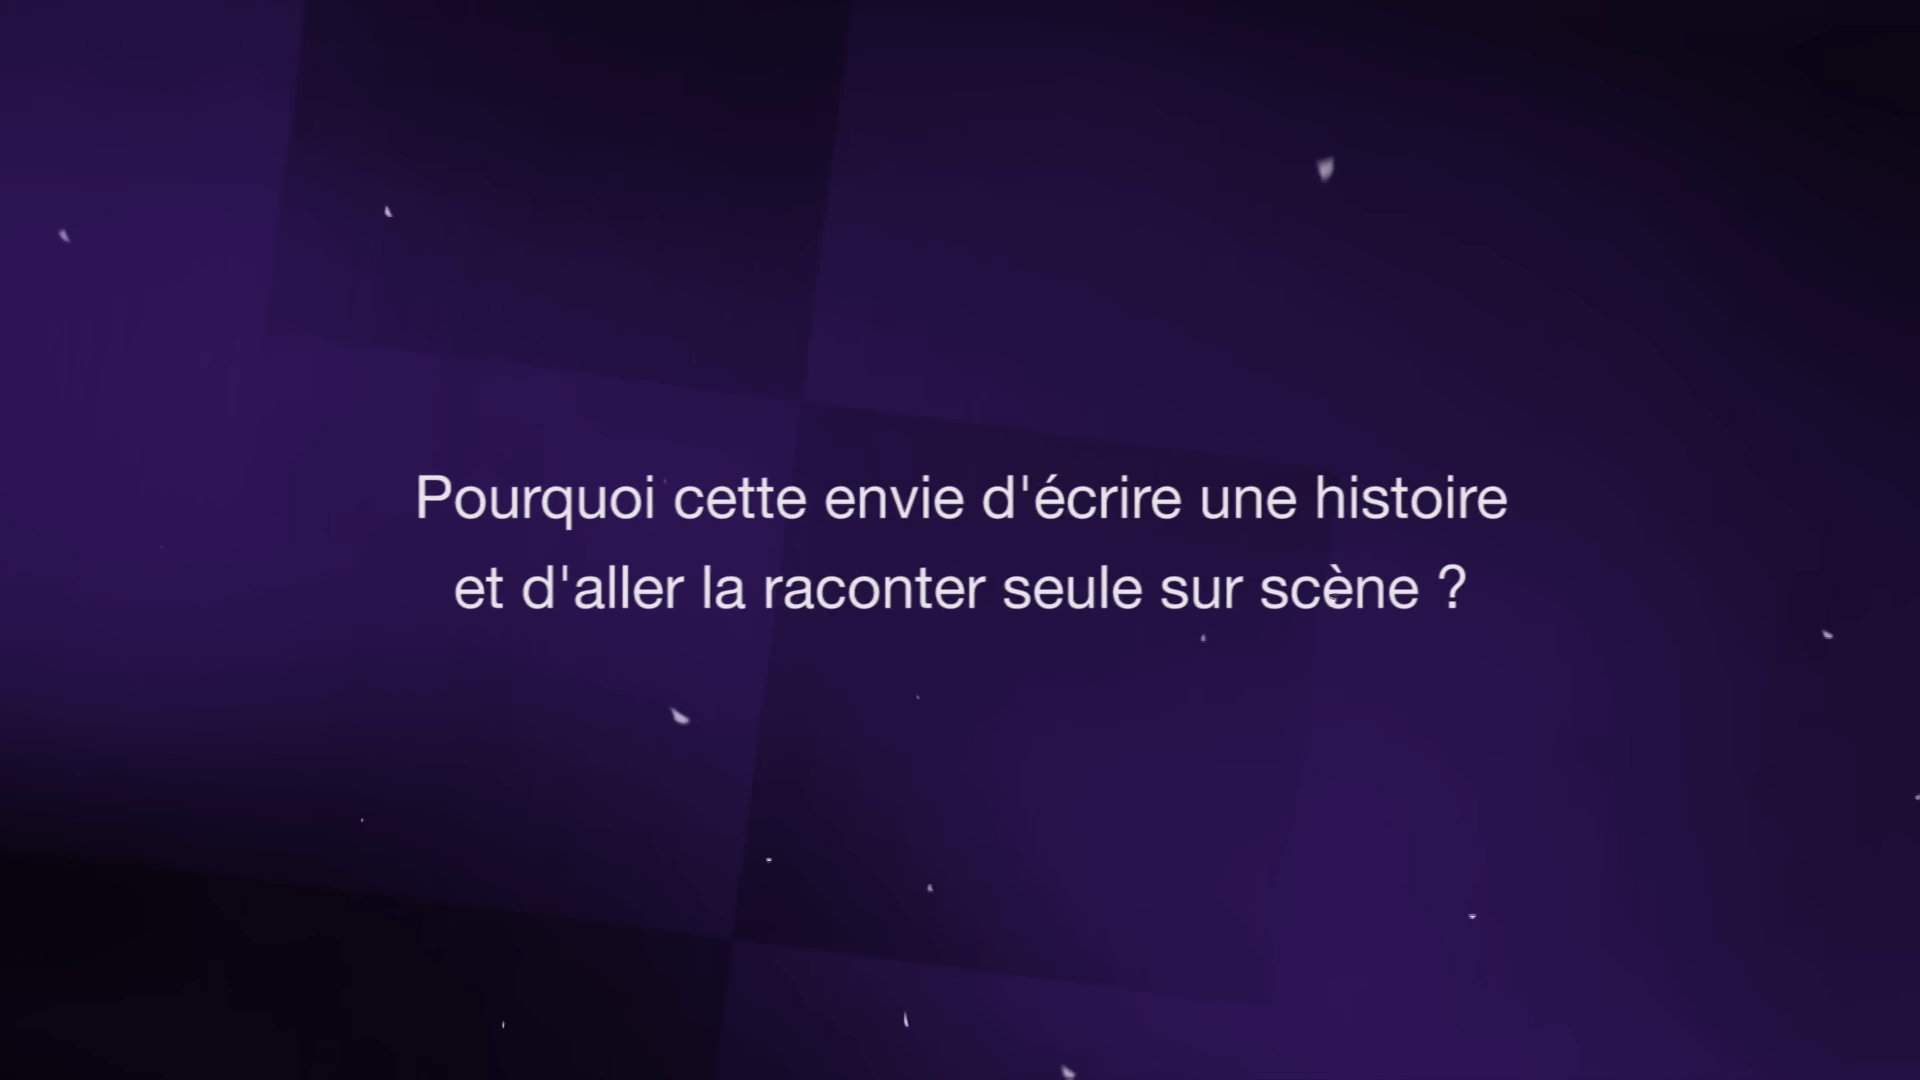 Pourquoi cette envie d'écrire une histoire
et d'aller la raconter seule sur scène ?